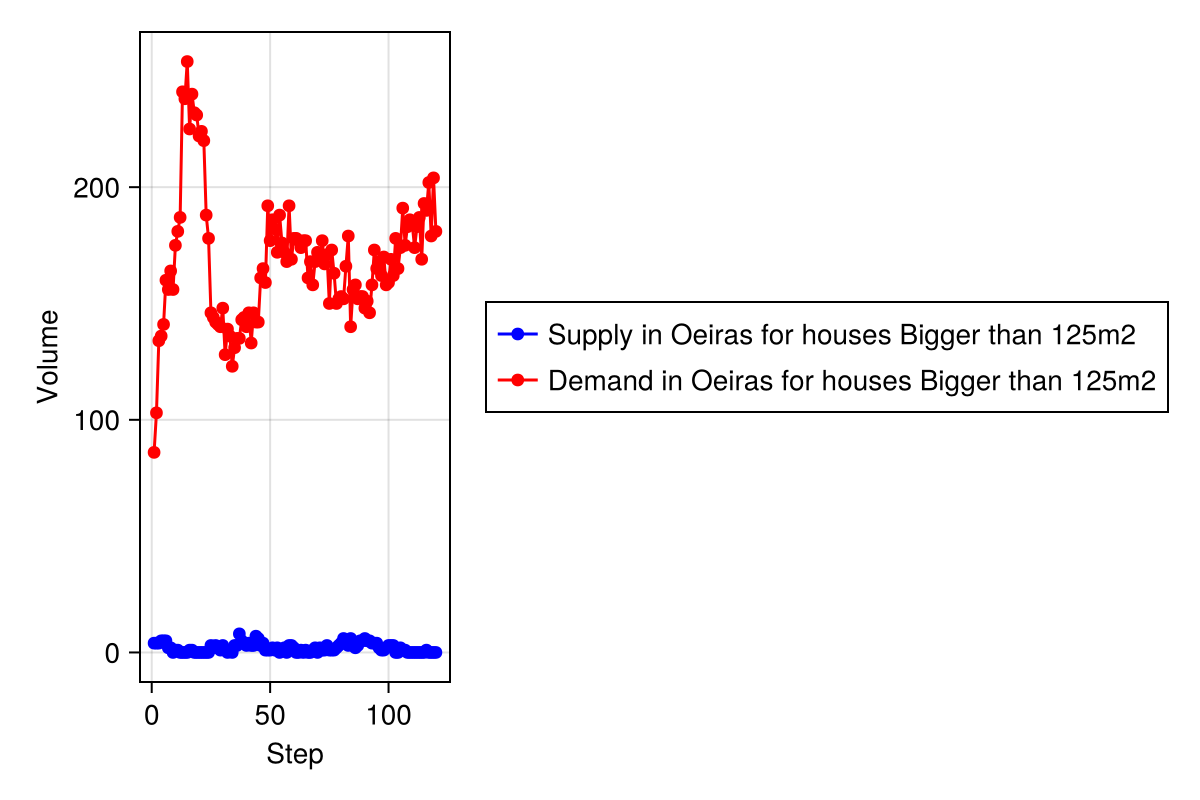 Volume
200
100
0
0 50 100
Step
Supply in Oeiras for houses Bigger than 125m2
Demand in Oeiras for houses Bigger than 125m2